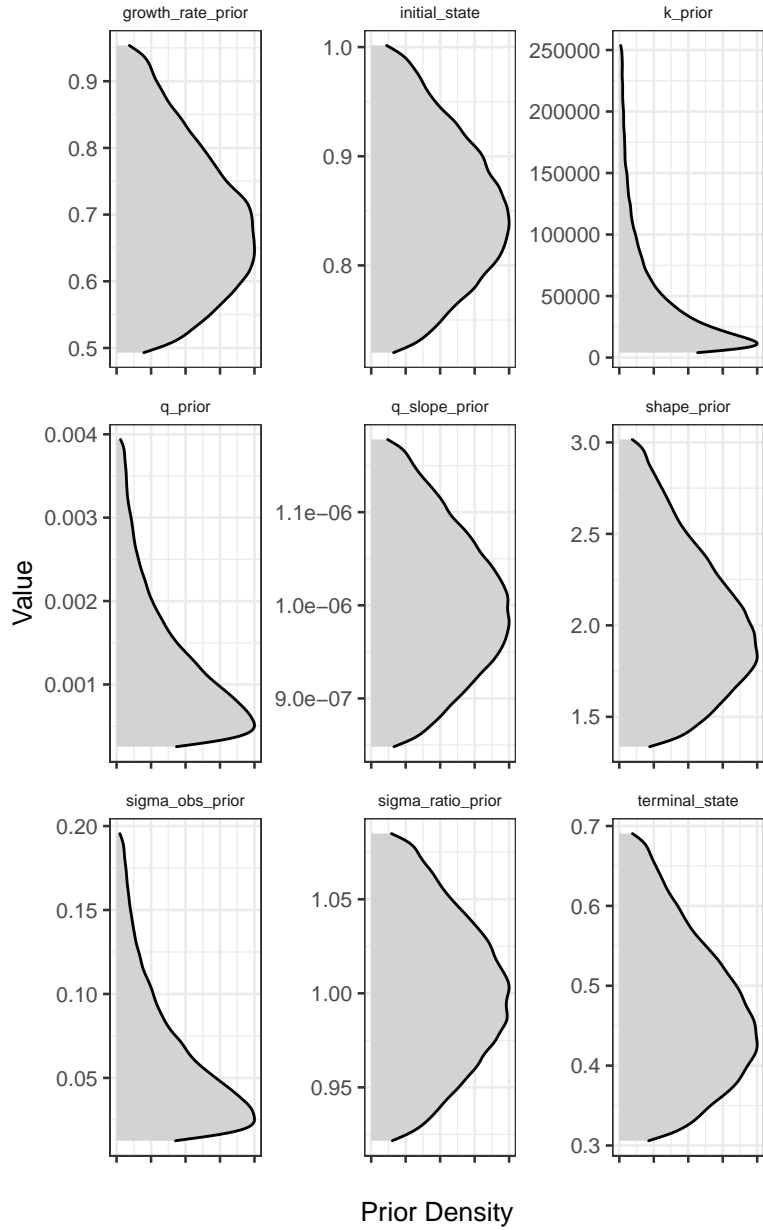 growth_rate_prior
initial_state
k_prior
0.9
0.8
0.7
0.6
0.5
1.0
0.9
0.8
250000
200000
150000
100000
50000
0
q_prior
q_slope_prior
shape_prior
0.004
0.003
0.002
0.001
1.1e−06
1.0e−06
9.0e−07
3.0
2.5
2.0
1.5
Value
sigma_obs_prior
sigma_ratio_prior
terminal_state
0.20
0.15
0.10
0.05
1.05
1.00
0.95
0.7
0.6
0.5
0.4
0.3
Prior Density